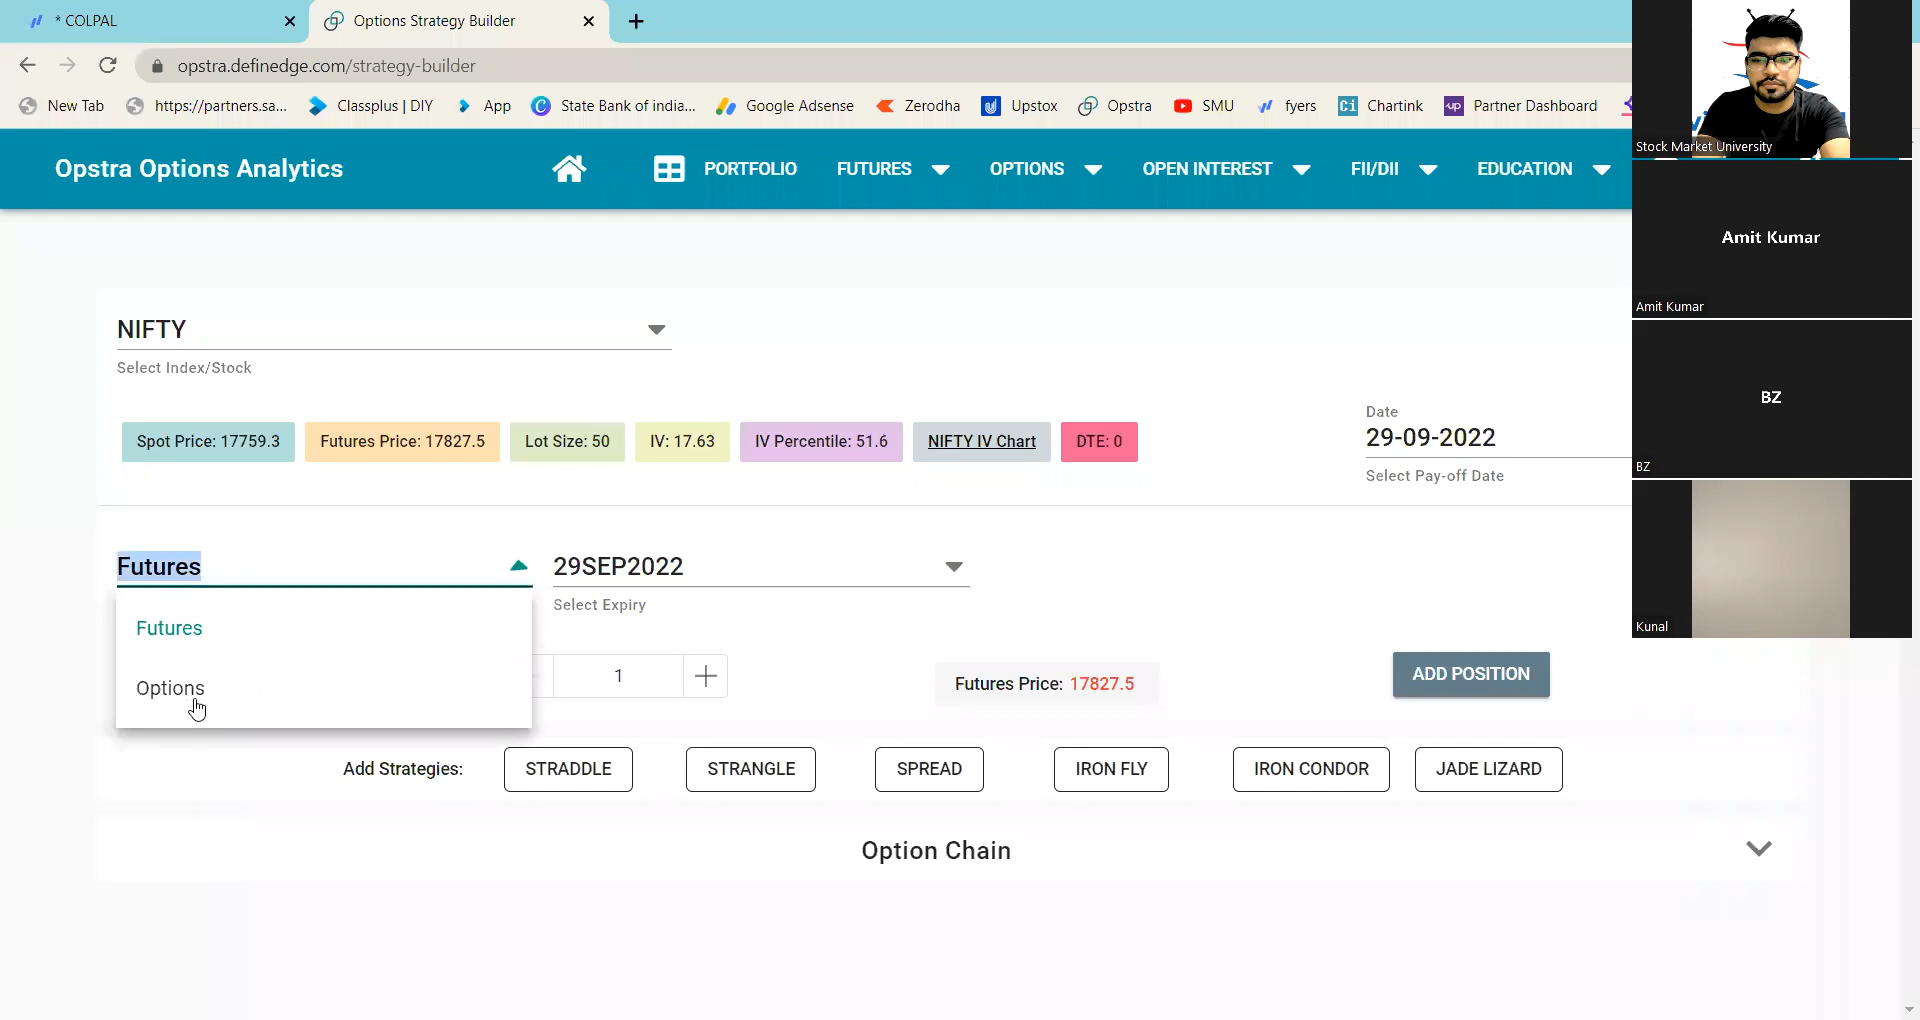 * COLPAL
Options Strategy Builder
opstra.definedge.com/strategy-builder
New Tab
https://partners.sa...
Classplus | DIY
App
State Bank of india...
Google Adsense
Zerodha
Upstox
Opstra
SMU
fyers
Ci Chartink
up Partner Dashboard
Stock Market University
Opstra Options Analytics
PORTFOLIO
FUTURES
OPTIONS
OPEN INTEREST
FII/DII
EDUCATION
Amit Kumar
Amit Kumar
NIFTY
Select Index/Stock
Spot Price: 17759.3
Futures Price: 17827.5
Lot Size: 50
IV: 17.63
IV Percentile: 51.6
NIFTY IV Chart
DTE: 0
Date
29-09-2022
Select Pay-off Date
BZ
BZ
Futures
29SEP2022
Select Expiry
Futures
Options
1
Futures Price: 17827.5
ADD POSITION
Kunal
Add Strategies:
STRADDLE
STRANGLE
SPREAD
IRON FLY
IRON CONDOR
JADE LIZARD
Option Chain